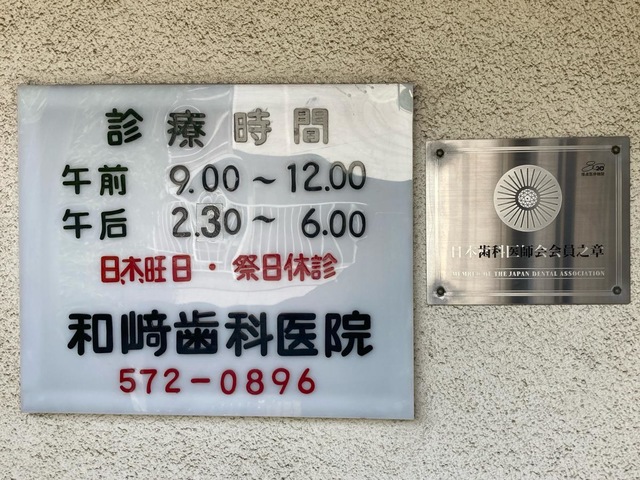 診療時間
午前 9.00～12.00
午后 2.30～ 6.00
日、木、旺日・祭日休診
和﨑歯科医院
572-0896
日本歯科医師会会員之章
MEMBER OF THE JAPAN DENTAL ASSOCIATION